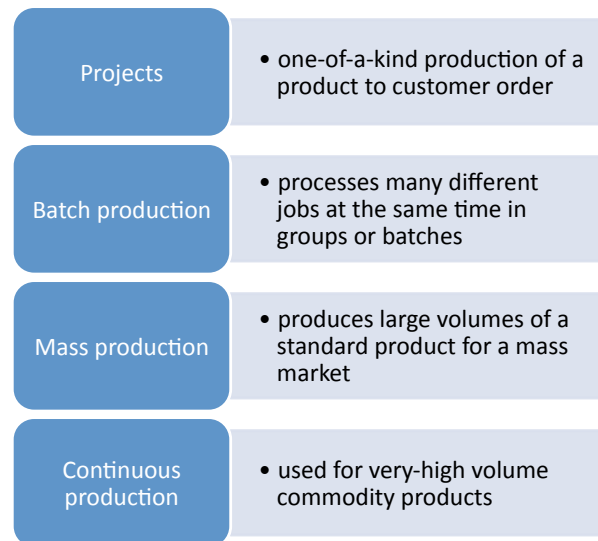 Projects
• one-of-a-kind production of a
product to customer order
Batch production
• processes many different
jobs at the same time in
groups or batches
Mass production
• produces large volumes of a
standard product for a mass
market
Continuous
production
• used for very-high volume
commodity products